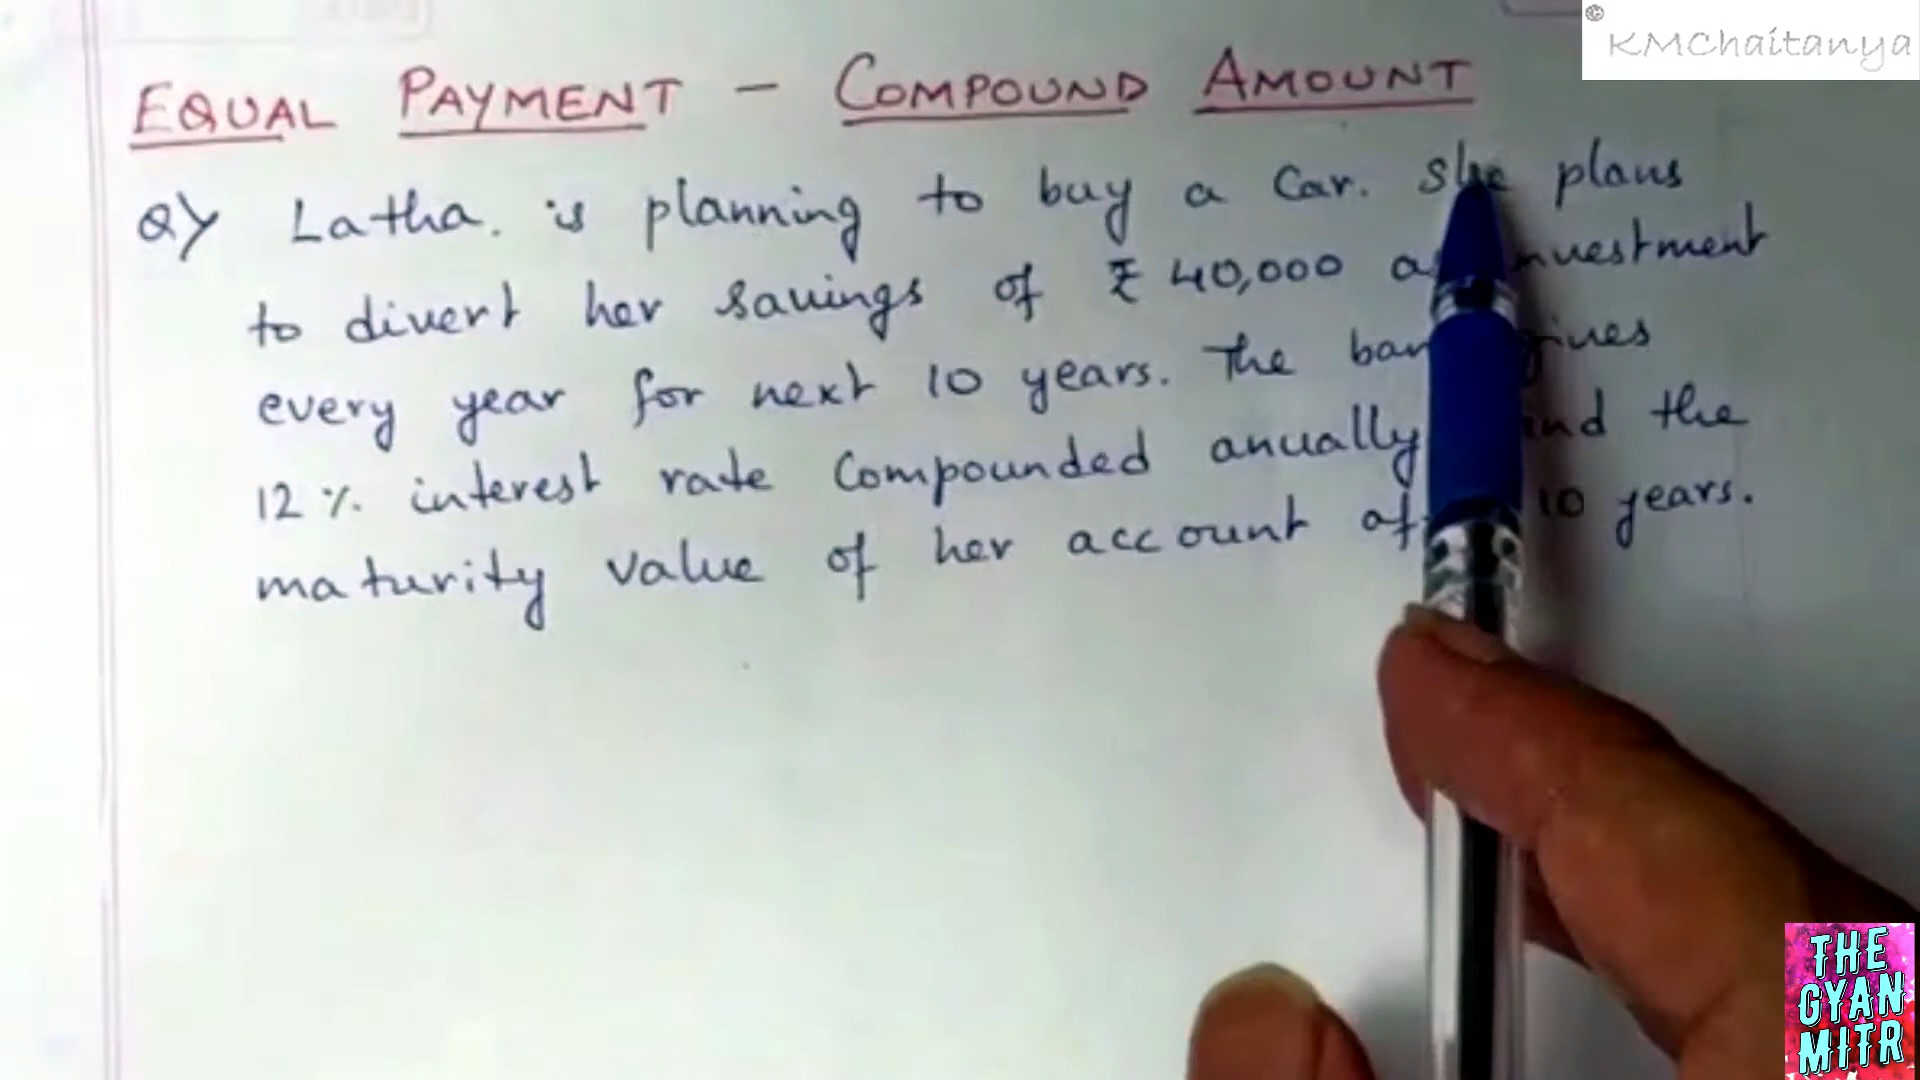 KMChaitanya
EQUAL PAYMENT - COMPOUND AMOUNT
Q> Latha. is planning to buy a Car. She plans
to divert her savings of ₹ 40,000
every year for next 10 years. The
12 % interest rate Compounded anually the
maturity value of her account 10 years.
THE
GYAN
MITR